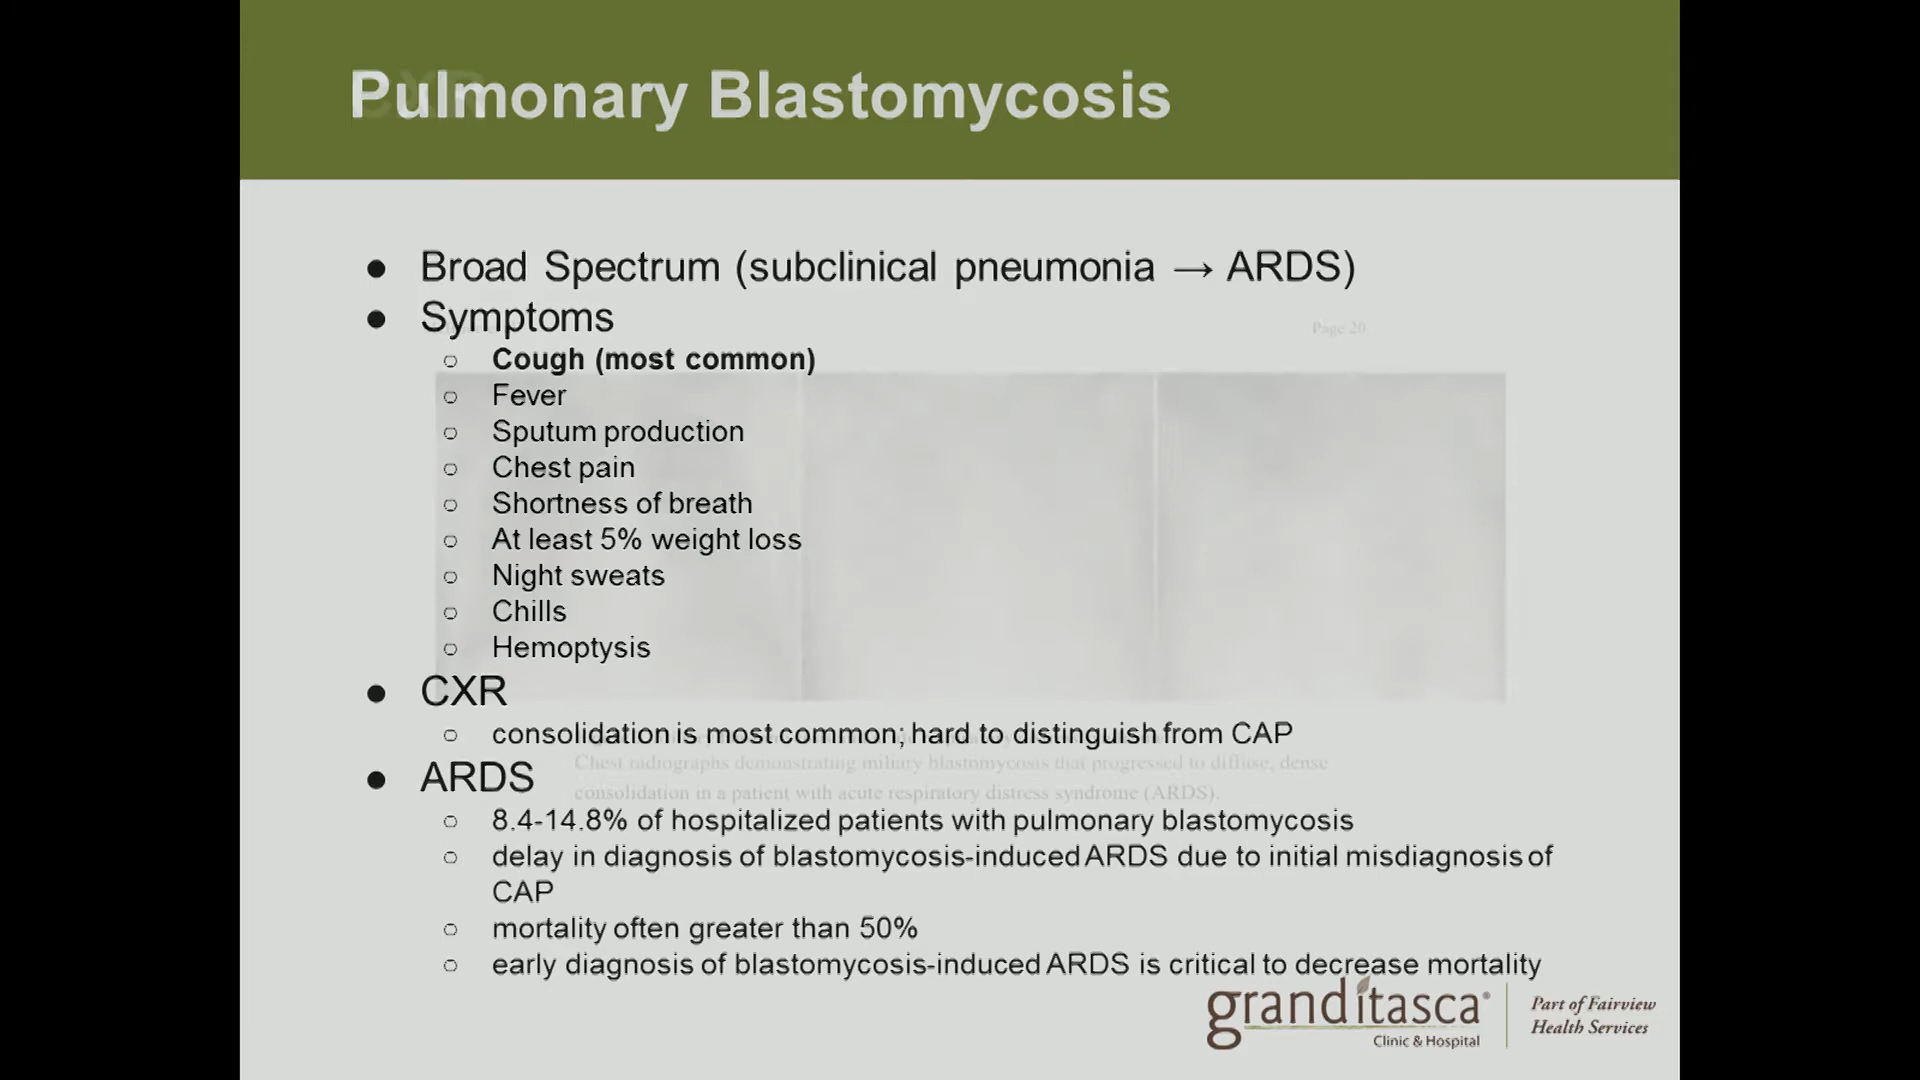 Pulmonary Blastomycosis
CXR
● Broad Spectrum (subclinical pneumonia → ARDS)
● Symptoms
Page 20
○ Cough (most common)
○ Fever
○ Sputum production
○ Chest pain
○ Shortness of breath
○ At least 5% weight loss
○ Night sweats
○ Chills
○ Hemoptysis
● CXR
○ consolidation is most common; hard to distinguish from CAP
Chest radiographs demonstrating miliary blastomycosis that progressed to diffuse, dense
● ARDS
consolidation in a patient with acute respiratory distress syndrome (ARDS).
○ 8.4-14.8% of hospitalized patients with pulmonary blastomycosis
○ delay in diagnosis of blastomycosis-induced ARDS due to initial misdiagnosis of
CAP
○ mortality often greater than 50%
○ early diagnosis of blastomycosis-induced ARDS is critical to decrease mortality
granditasca®
Clinic & Hospital
Part of Fairview
Health Services